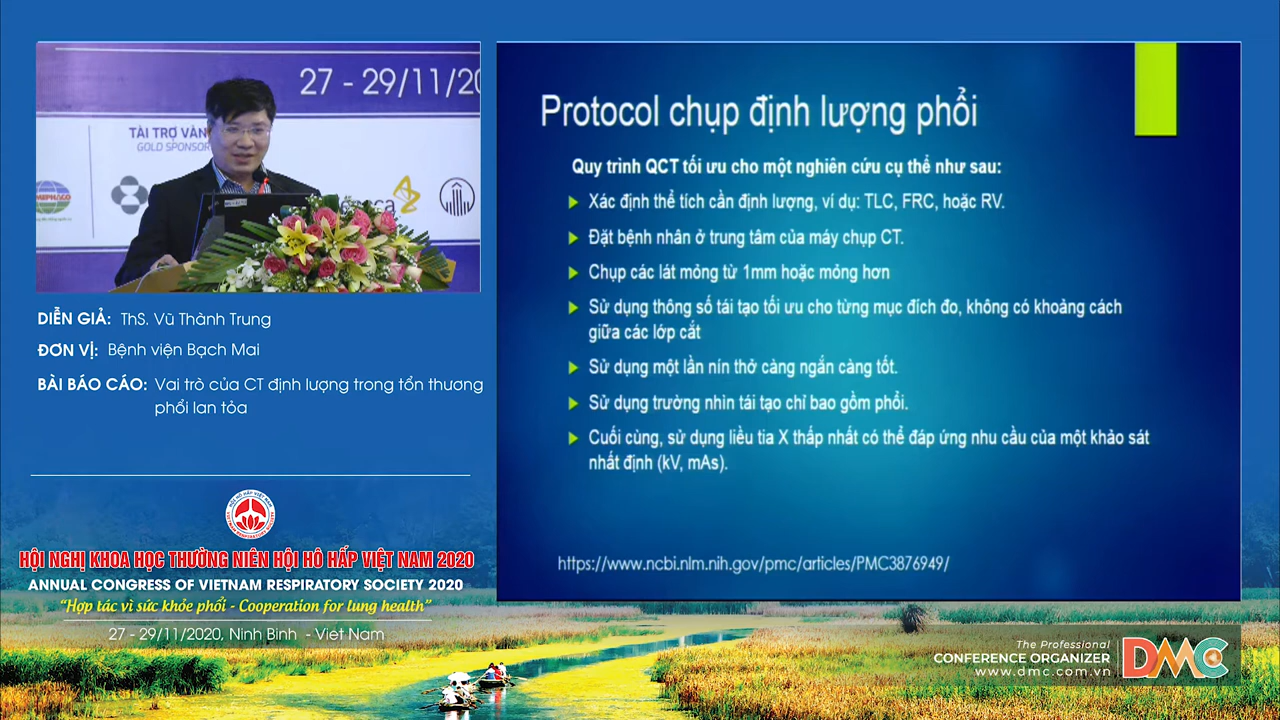 27 - 29/11/20
TÀI TRỢ VÀN
GOLD SPONSOR
DIỄN GIẢ: ThS. Vũ Thành Trung
ĐƠN VỊ: Bệnh viện Bạch Mai
BÀI BÁO CÁO: Vai trò của CT định lượng trong tổn thương
phổi lan tỏa
HỘI NGHỊ KHOA HỌC THƯỜNG NIÊN HỘI HÔ HẤP VIỆT NAM 2020
ANNUAL CONGRESS OF VIETNAM RESPIRATORY SOCIETY 2020
“Hợp tác vì sức khỏe phổi - Cooperation for lung health”
27 - 29/11/2020, Ninh Binh - Viet Nam
Protocol chụp định lượng phổi
Quy trình QCT tối ưu cho một nghiên cứu cụ thể như sau:
Xác định thể tích cần định lượng, ví dụ: TLC, FRC, hoặc RV.
Đặt bệnh nhân ở trung tâm của máy chụp CT.
Chụp các lát mỏng từ 1mm hoặc mỏng hơn
Sử dụng thông số tái tạo tối ưu cho từng mục đích đo, không có khoảng cách
giữa các lớp cắt
Sử dụng một lần nín thở càng ngắn càng tốt.
Sử dụng trường nhìn tái tạo chỉ bao gồm phổi.
Cuối cùng, sử dụng liều tia X thấp nhất có thể đáp ứng nhu cầu của một khảo sát
nhất định (kV, mAs).
https://www.ncbi.nlm.nih.gov/pmc/articles/PMC3876949/
The Professional
CONFERENCE ORGANIZER
www.dmc.com.vn
DMC